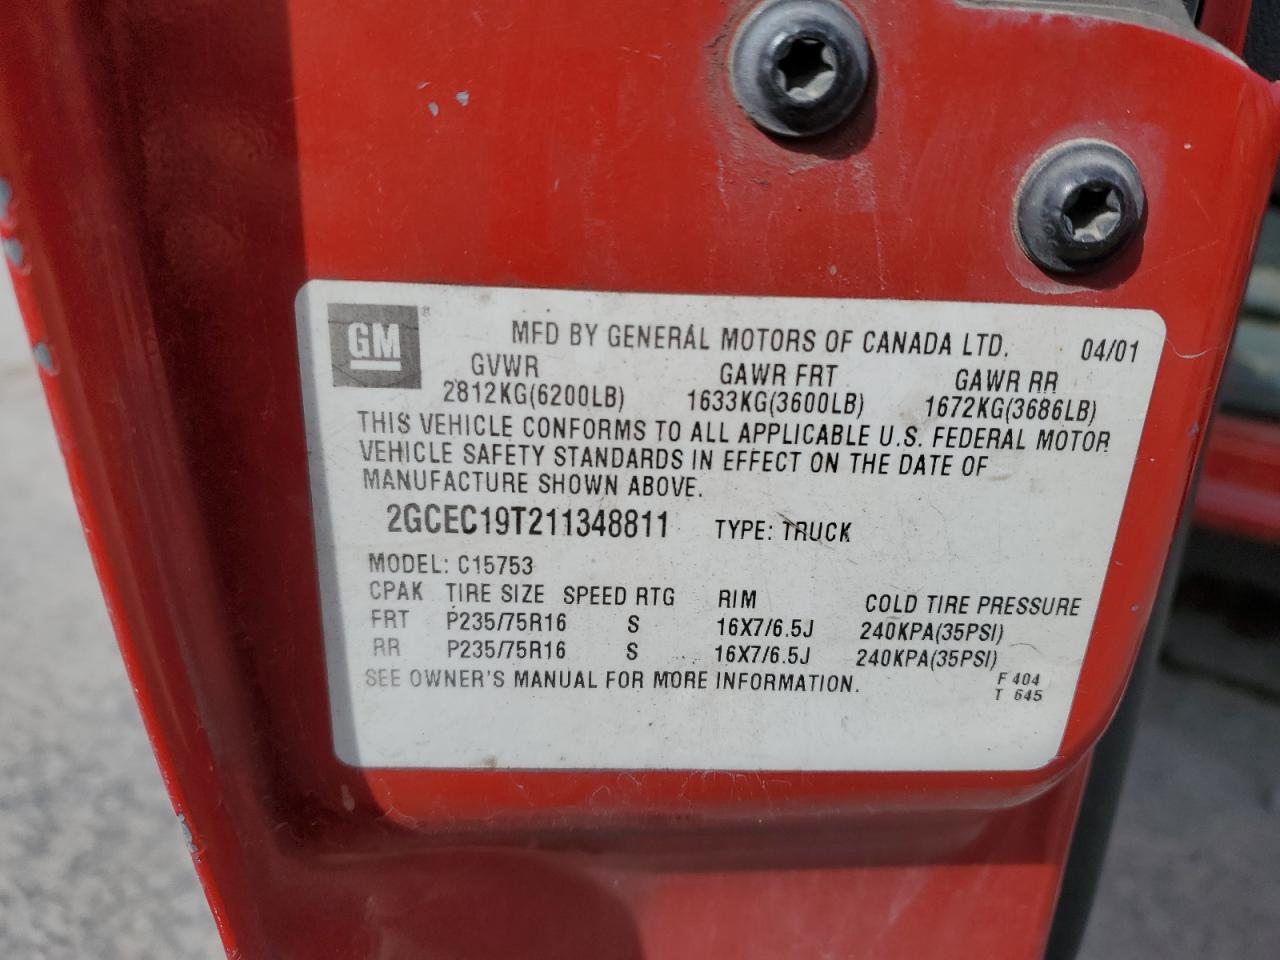 GM®
MFD BY GENERAL MOTORS OF CANADA LTD. 04/01
GVWR GAWR FRT GAWR RR
2812KG(6200LB) 1633KG(3600LB) 1672KG(3686LB)
THIS VEHICLE CONFORMS TO ALL APPLICABLE U.S. FEDERAL MOTOR
VEHICLE SAFETY STANDARDS IN EFFECT ON THE DATE OF
MANUFACTURE SHOWN ABOVE.
2GCEC19T211348811 TYPE: TRUCK
MODEL: C15753
CPAK TIRE SIZE SPEED RTG RIM COLD TIRE PRESSURE
FRT P235/75R16 S 16X7/6.5J 240KPA(35PSI)
RR P235/75R16 S 16X7/6.5J 240KPA(35PSI)
SEE OWNER'S MANUAL FOR MORE INFORMATION.
F 404
T 645